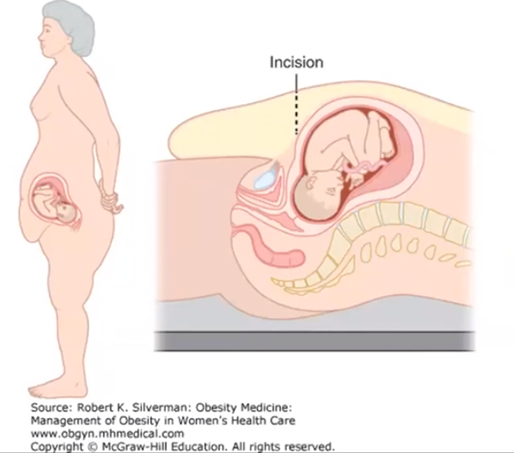 Incision
Source: Robert K. Silverman: Obesity Medicine:
Management of Obesity in Women's Health Care
www.obgyn.mhmedical.com
Copyright © McGraw-Hill Education. All rights reserved.